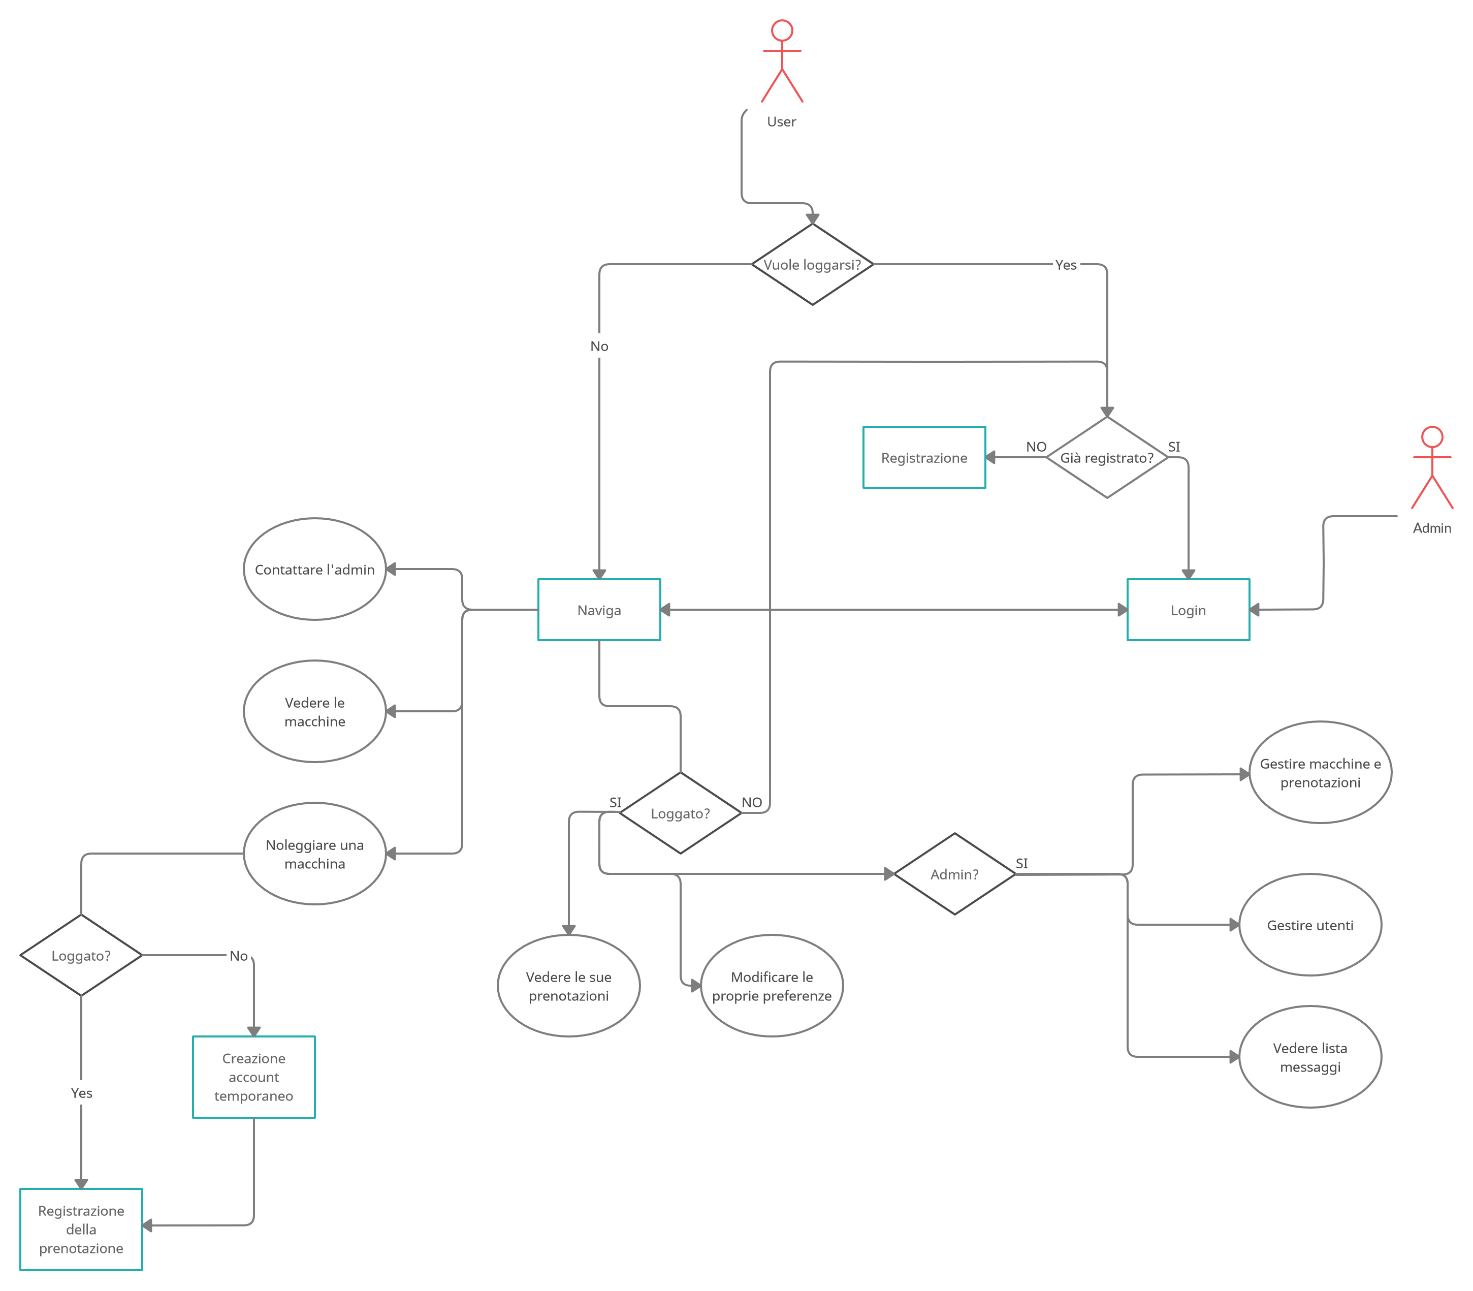 User
Vuole loggarsi?
Yes
No
Registrazione
NO
Già registrato?
SI
Admin
Contattare l'admin
Naviga
Login
Vedere le
macchine
Gestire macchine e
prenotazioni
SI
Loggato?
NO
Noleggiare una
macchina
Admin?
SI
Gestire utenti
Loggato?
No
Vedere le sue
prenotazioni
Modificare le
proprie preferenze
Vedere lista
messaggi
Creazione
account
temporaneo
Yes
Registrazione
della
prenotazione